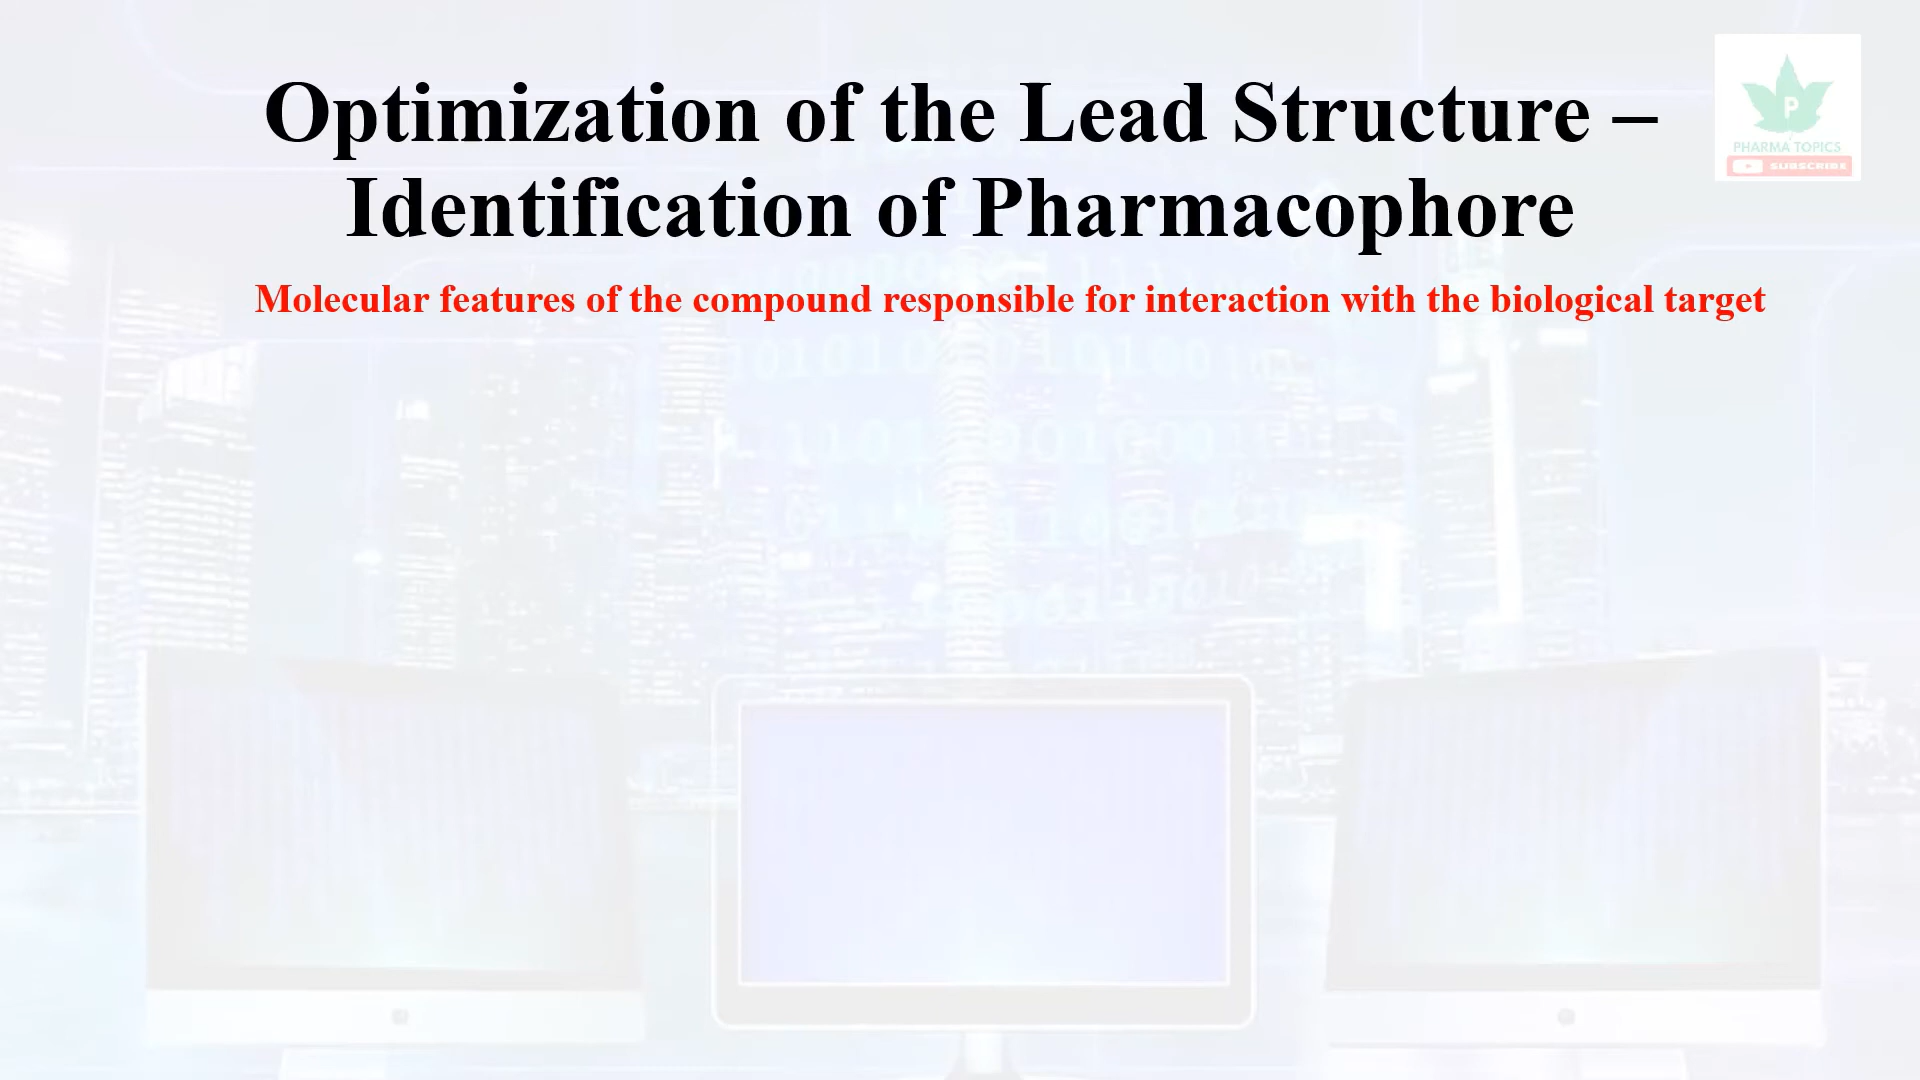 Optimization of the Lead Structure –
Identification of Pharmacophore
Molecular features of the compound responsible for interaction with the biological target
P
PHARMA TOPICS
SUBSCRIBE